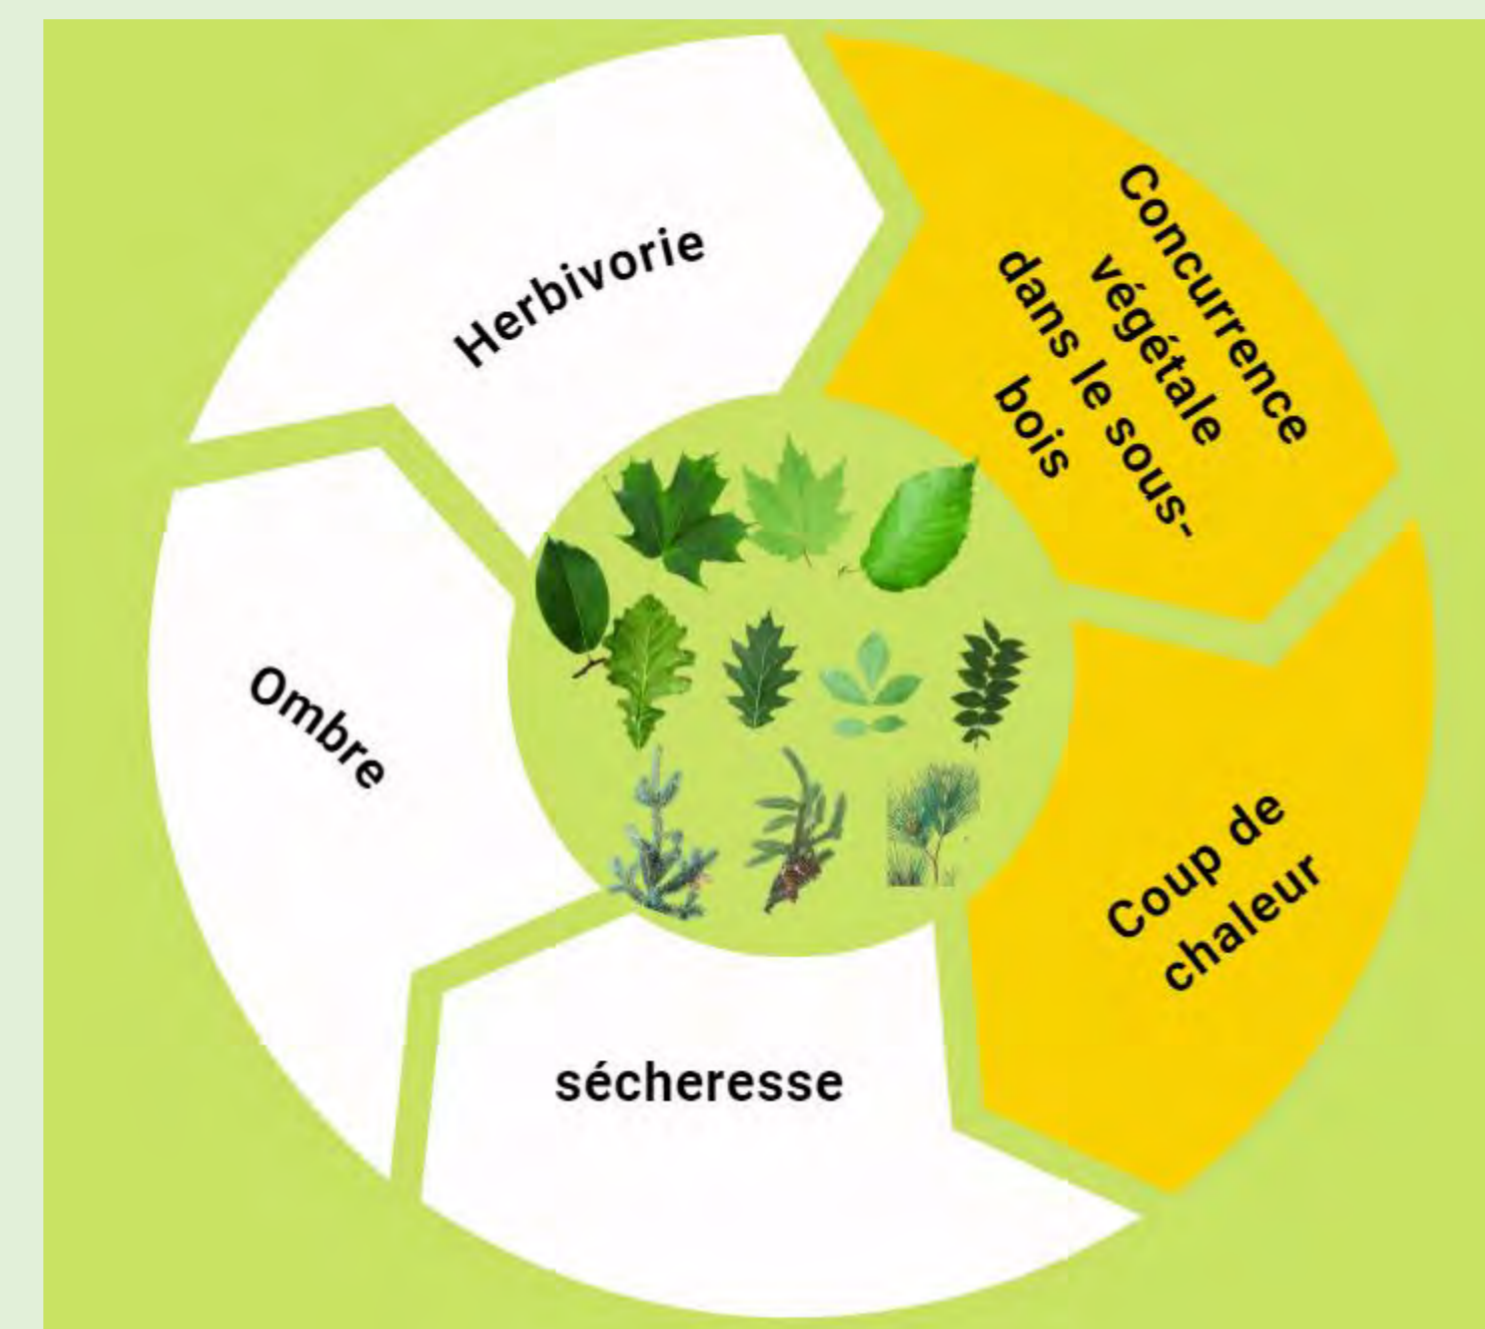 Herbivorie
Concurrence
végétale
dans le sous-
bois
Ombre
Coup de
chaleur
sécheresse